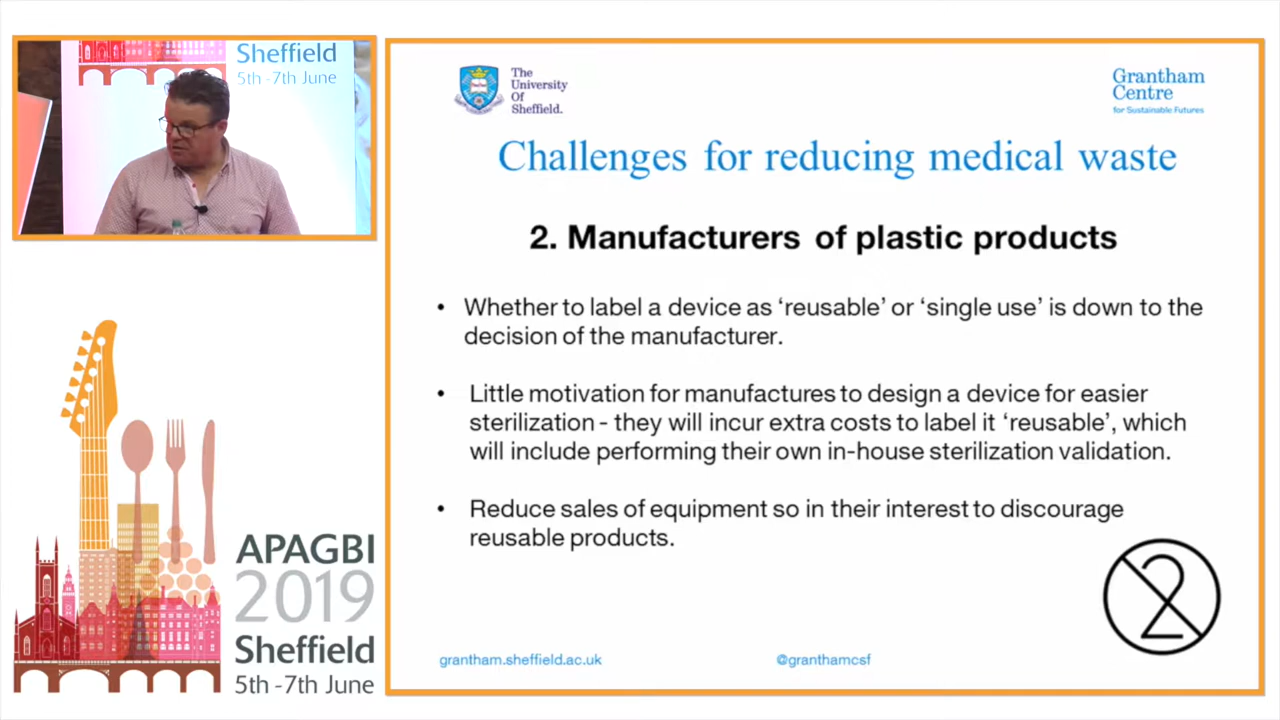 Sheffield
5th -7th June
The
University
Of
Sheffield.
Grantham
Centre
for Sustainable Futures
Challenges for reducing medical waste
2. Manufacturers of plastic products
• Whether to label a device as ‘reusable’ or ‘single use’ is down to the
decision of the manufacturer.
• Little motivation for manufactures to design a device for easier
sterilization - they will incur extra costs to label it ‘reusable’, which
will include performing their own in-house sterilization validation.
• Reduce sales of equipment so in their interest to discourage
reusable products.
2
grantham.sheffield.ac.uk
@granthamcsf
APAGBI
2019
Sheffield
5th -7th June